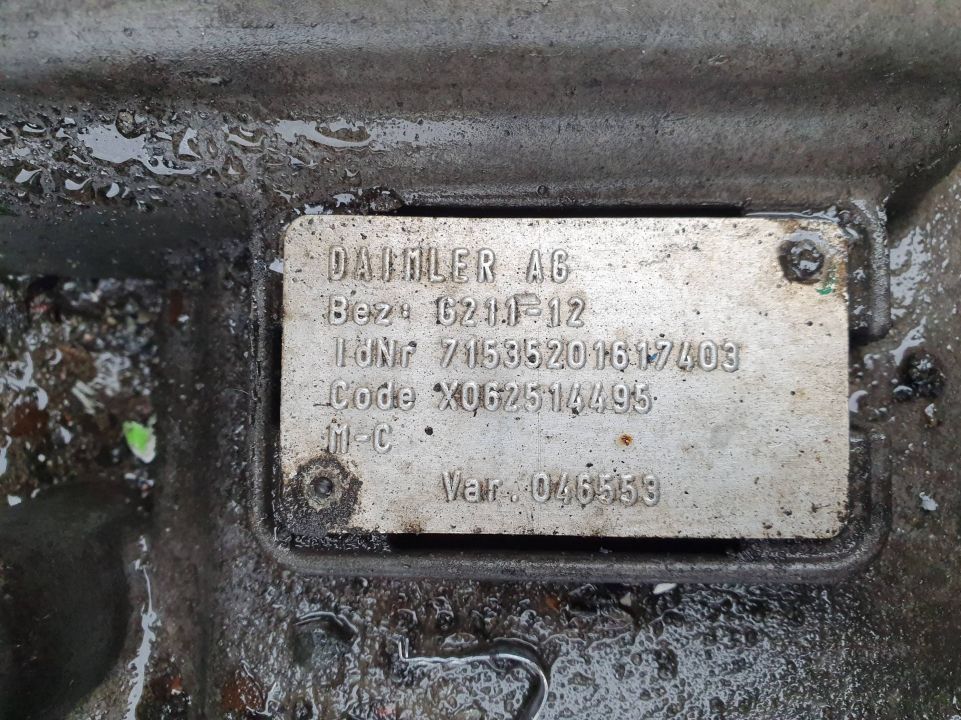 DAIMLER AG
Bez: G211-12
IdNr 71535201617403
Code X062514495
M-C
Var. 046553